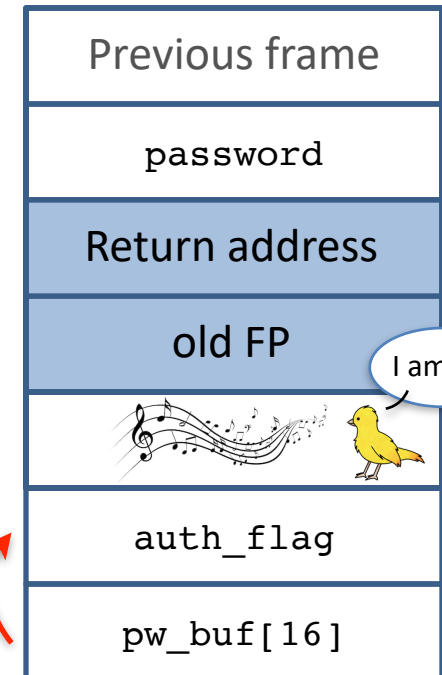 Previous frame
password
Return address
old FP
I am
auth_flag
pw_buf[16]